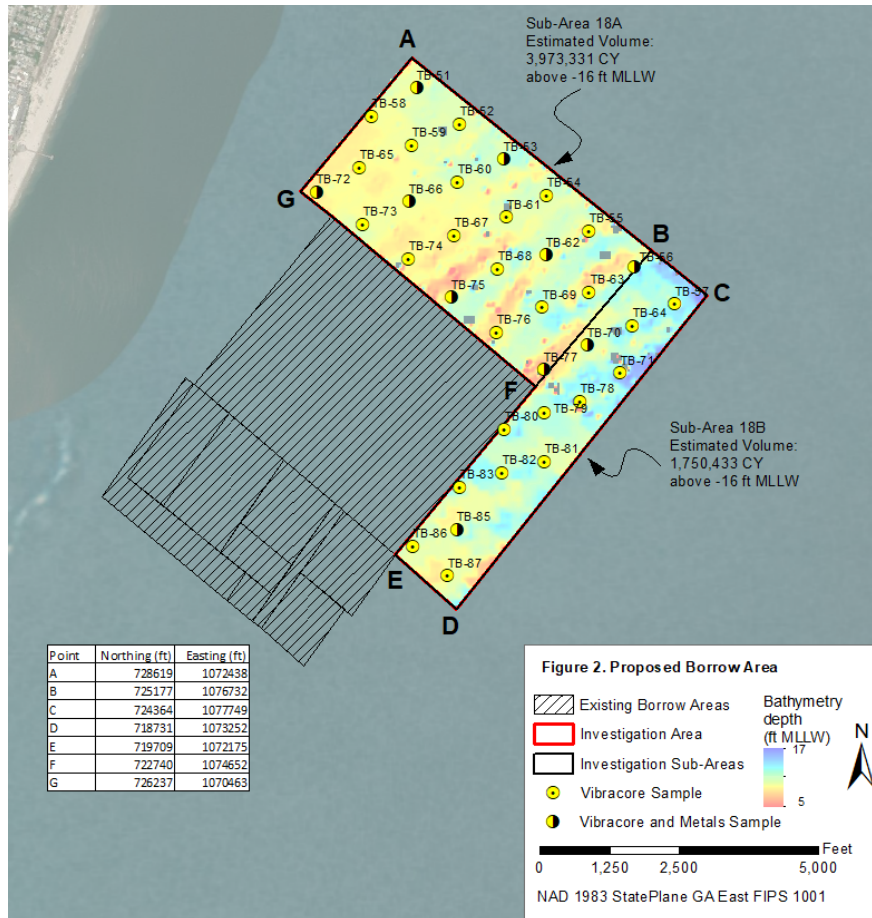 Sub-Area 18A
Estimated Volume:
3,973,331 CY
above -16 ft MLLW
A
TB-51
TB-58
TB-52
TB-59
TB-53
TB-65
TB-60
TB-54
TB-72
G
TB-66
TB-61
TB-73
TB-67
TB-55
B
TB-74
TB-62
TB-56
TB-68
C
TB-75
TB-63
TB-57
TB-69
TB-64
TB-76
TB-70
TB-77
TB-71
F
TB-78
TB-79
TB-80
Sub-Area 18B
Estimated Volume:
1,750,433 CY
above -16 ft MLLW
TB-81
TB-82
TB-83
TB-85
TB-86
E
TB-87
D
Point Northing (ft) Easting (ft)
A 728619 1072438
B 725177 1076732
C 724364 1077749
D 718731 1073252
E 719709 1072175
F 722740 1074652
G 726237 1070463
Figure 2. Proposed Borrow Area
Existing Borrow Areas
Investigation Area
Investigation Sub-Areas
Vibracore Sample
Vibracore and Metals Sample
Bathymetry
depth
(ft MLLW)
17
5
N
Feet
0 1,250 2,500 5,000
NAD 1983 StatePlane GA East FIPS 1001